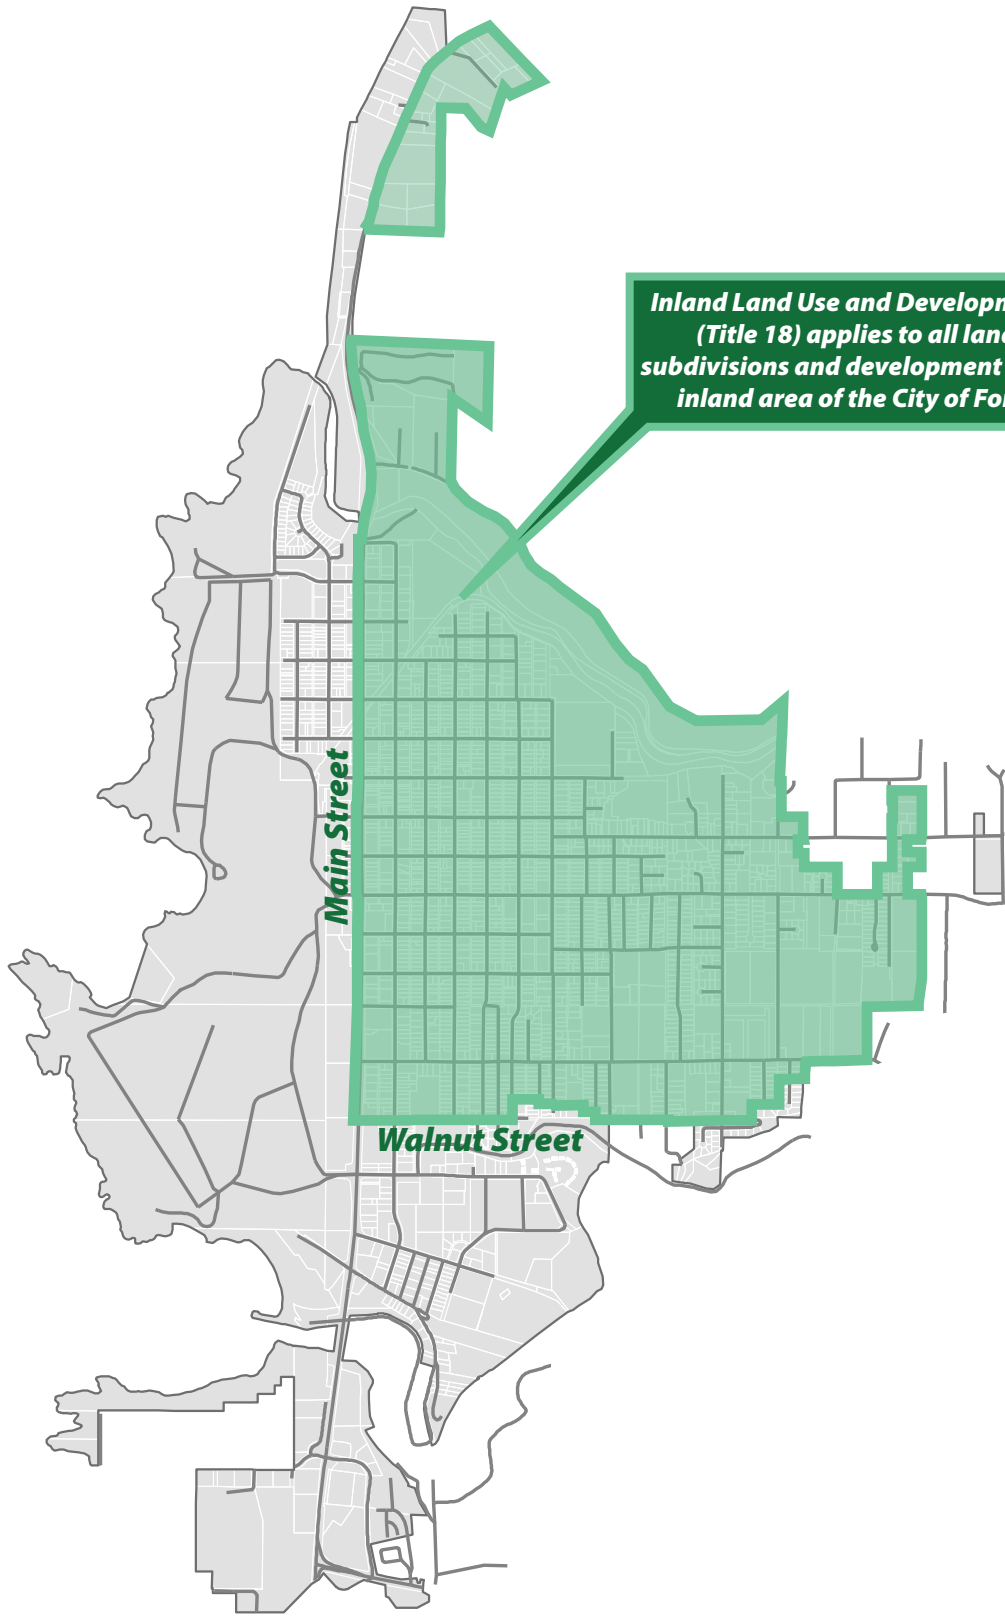 Inland Land Use and Developm
(Title 18) applies to all land
subdivisions and development
inland area of the City of Fo
Main Street
Walnut Street